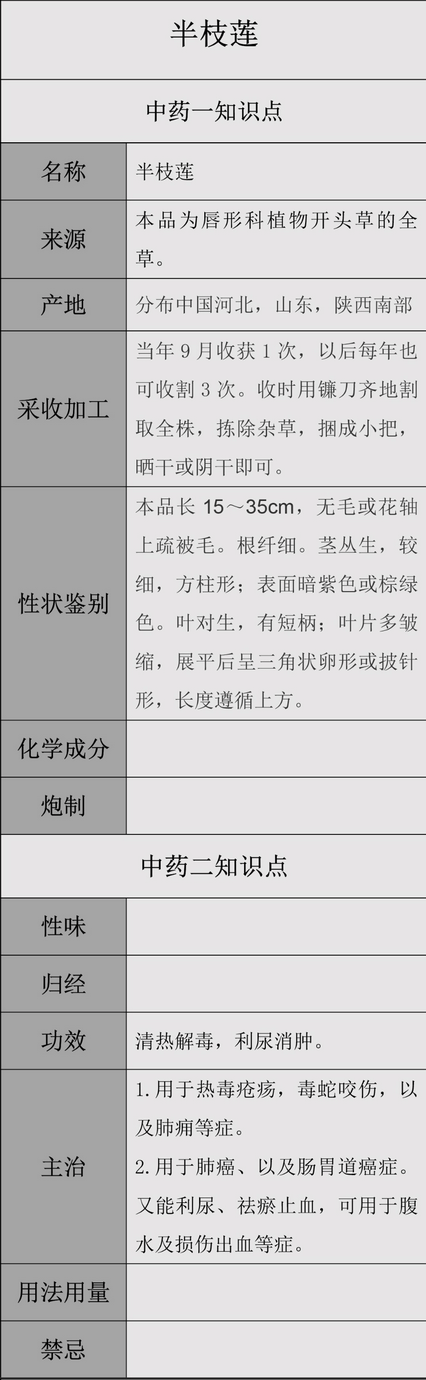 半枝莲
中药一知识点
名称
半枝莲
来源
本品为唇形科植物开头草的全
草。
产地
分布中国河北，山东，陕西南部
采收加工
当年 9 月收获 1 次，以后每年也
可收割 3 次。收时用镰刀齐地割
取全株，拣除杂草，捆成小把，
晒干或阴干即可。
性状鉴别
本品长 15～35cm，无毛或花轴
上疏被毛。根纤细。茎丛生，较
细，方柱形；表面暗紫色或棕绿
色。叶对生，有短柄；叶片多皱
缩，展平后呈三角状卵形或披针
形，长度遵循上方。
化学成分
炮制
中药二知识点
性味
归经
功效
清热解毒，利尿消肿。
主治
1.用于热毒疮疡，毒蛇咬伤，以
及肺痈等症。
2.用于肺癌、以及肠胃道癌症。
又能利尿、祛瘀止血，可用于腹
水及损伤出血等症。
用法用量
禁忌